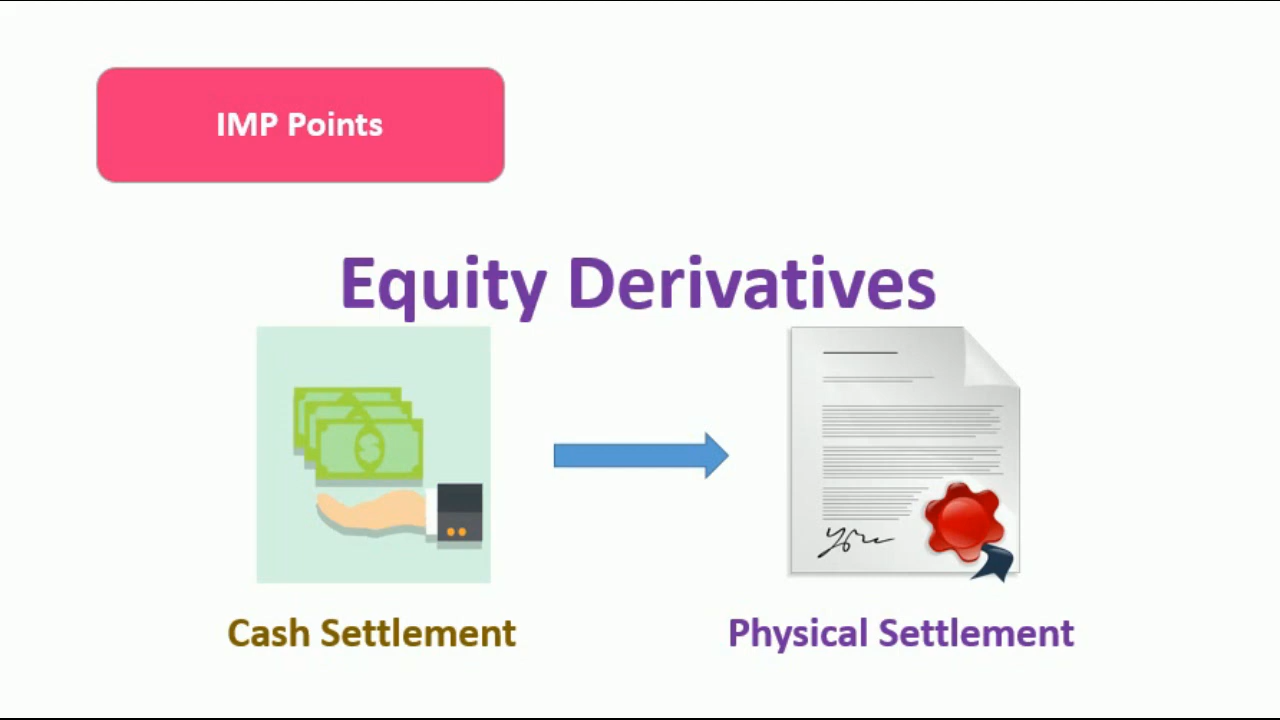 IMP Points
Equity Derivatives
Cash Settlement
Physical Settlement